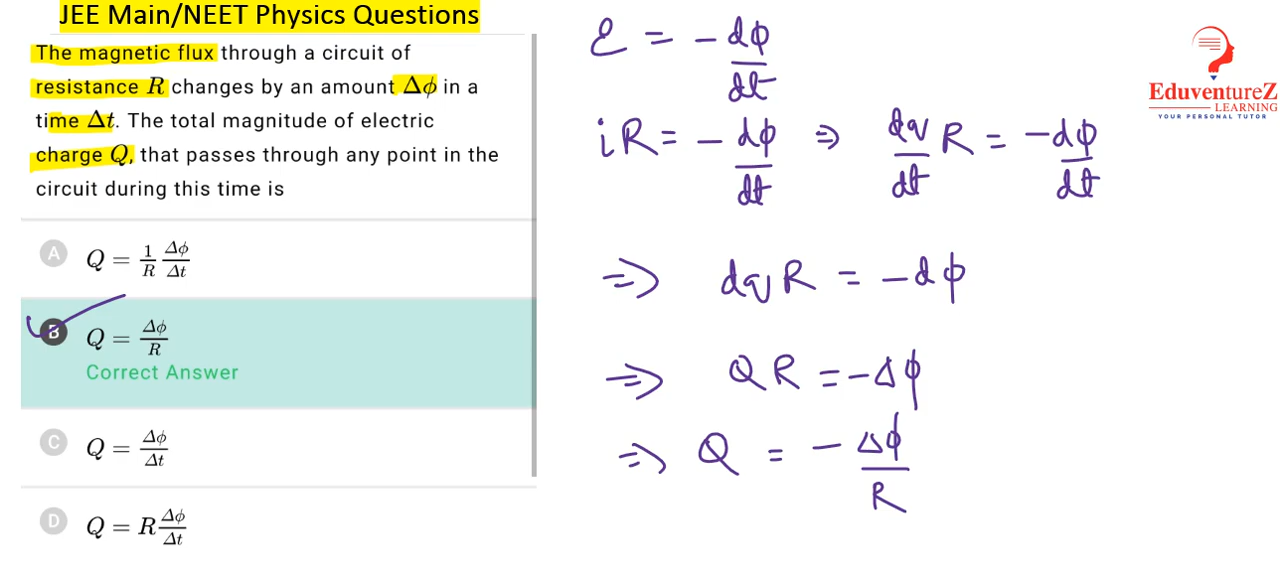 JEE Main/NEET Physics Questions
The magnetic flux through a circuit of
resistance R changes by an amount Δϕ in a
time Δt. The total magnitude of electric
charge Q, that passes through any point in the
circuit during this time is
A Q = 1/R Δϕ/Δt
B Q = Δϕ/R
Correct Answer
C Q = Δϕ/Δt
D Q = R Δϕ/Δt
ℰ = - dϕ/dt
iR = - dϕ/dt ⇒ dq/dt R = - dϕ/dt
⇒ dq R = - dϕ
⇒ Q R = - Δϕ
⇒ Q = - Δϕ/R
EduventureZ
LEARNING
YOUR PERSONAL TUTOR